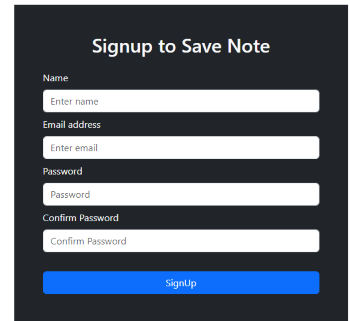 Signup to Save Note
Name
Enter name
Email address
Enter email
Password
Password
Confirm Password
Confirm Password
SignUp